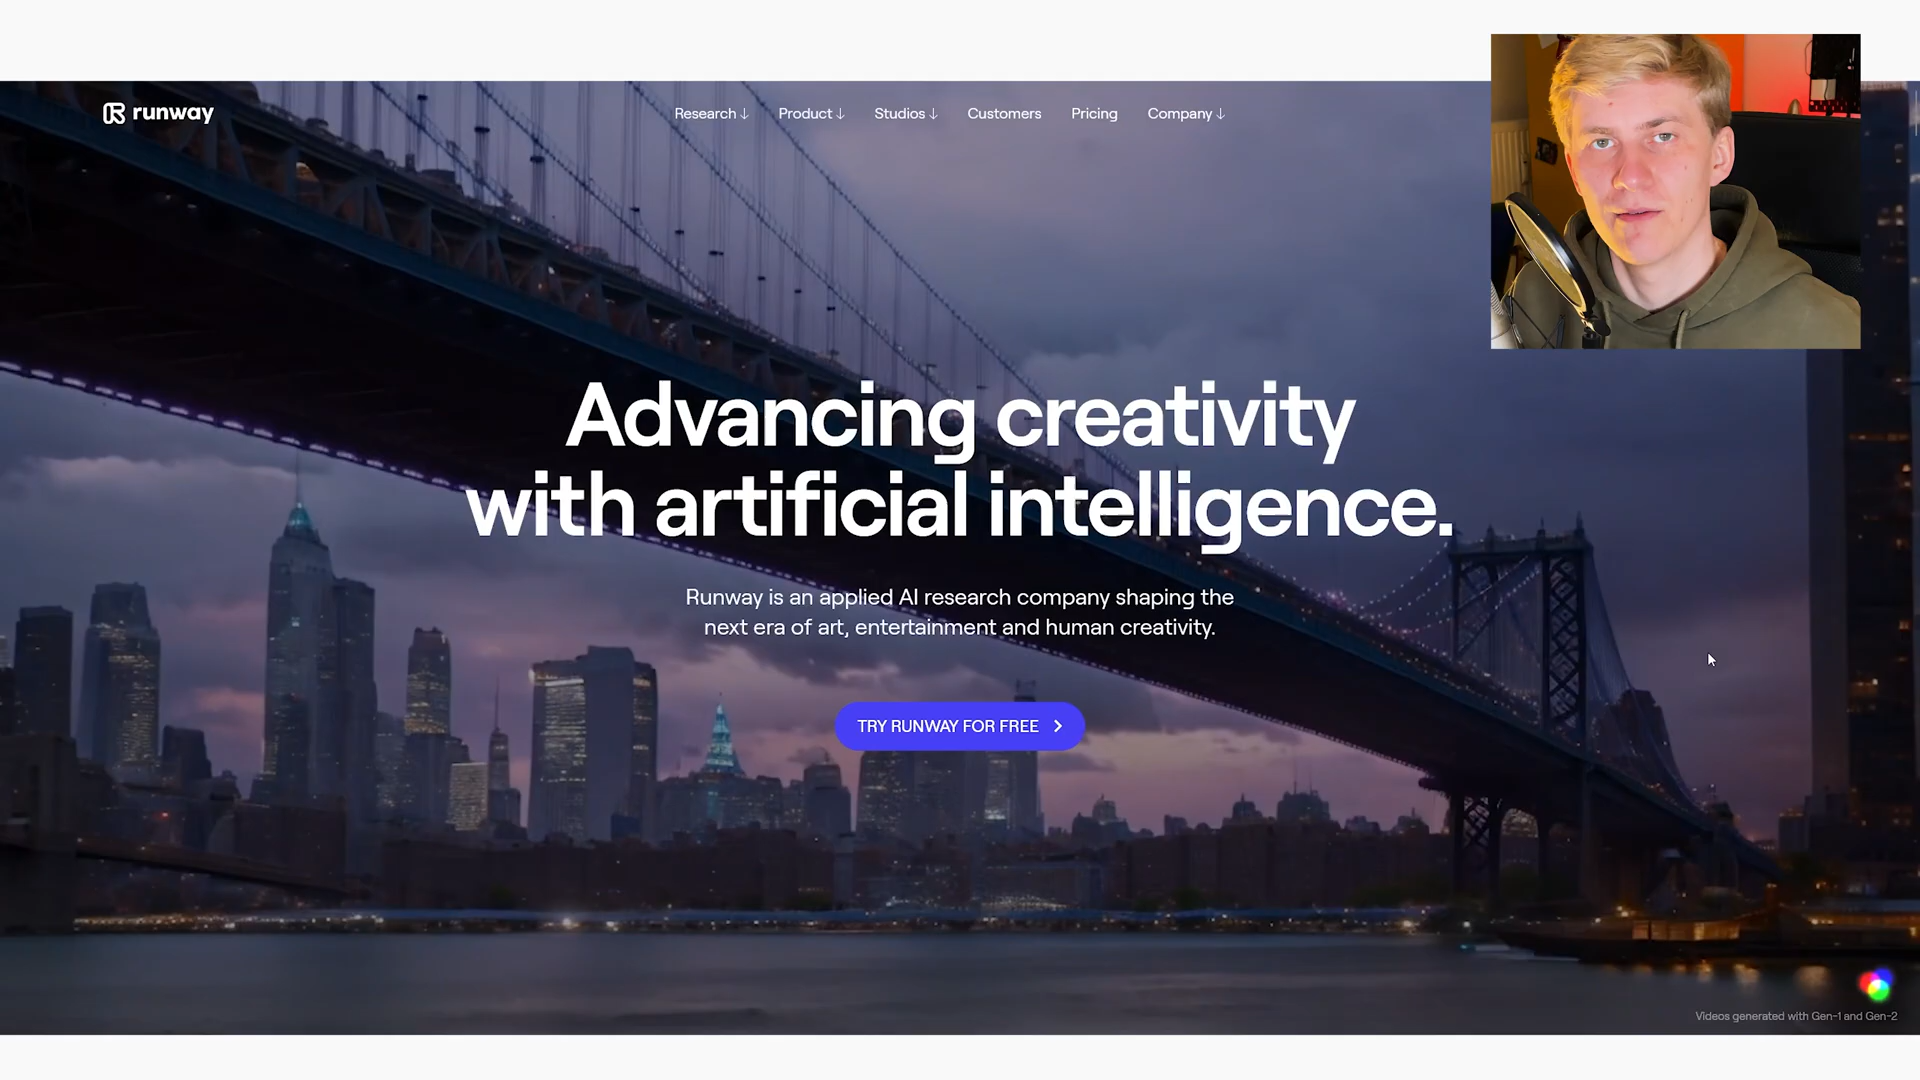 runway
Research ↓
Product ↓
Studios ↓
Customers
Pricing
Company ↓
Advancing creativity
with artificial intelligence.
Runway is an applied AI research company shaping the
next era of art, entertainment and human creativity.
TRY RUNWAY FOR FREE
Videos generated with Gen-1 and Gen-2